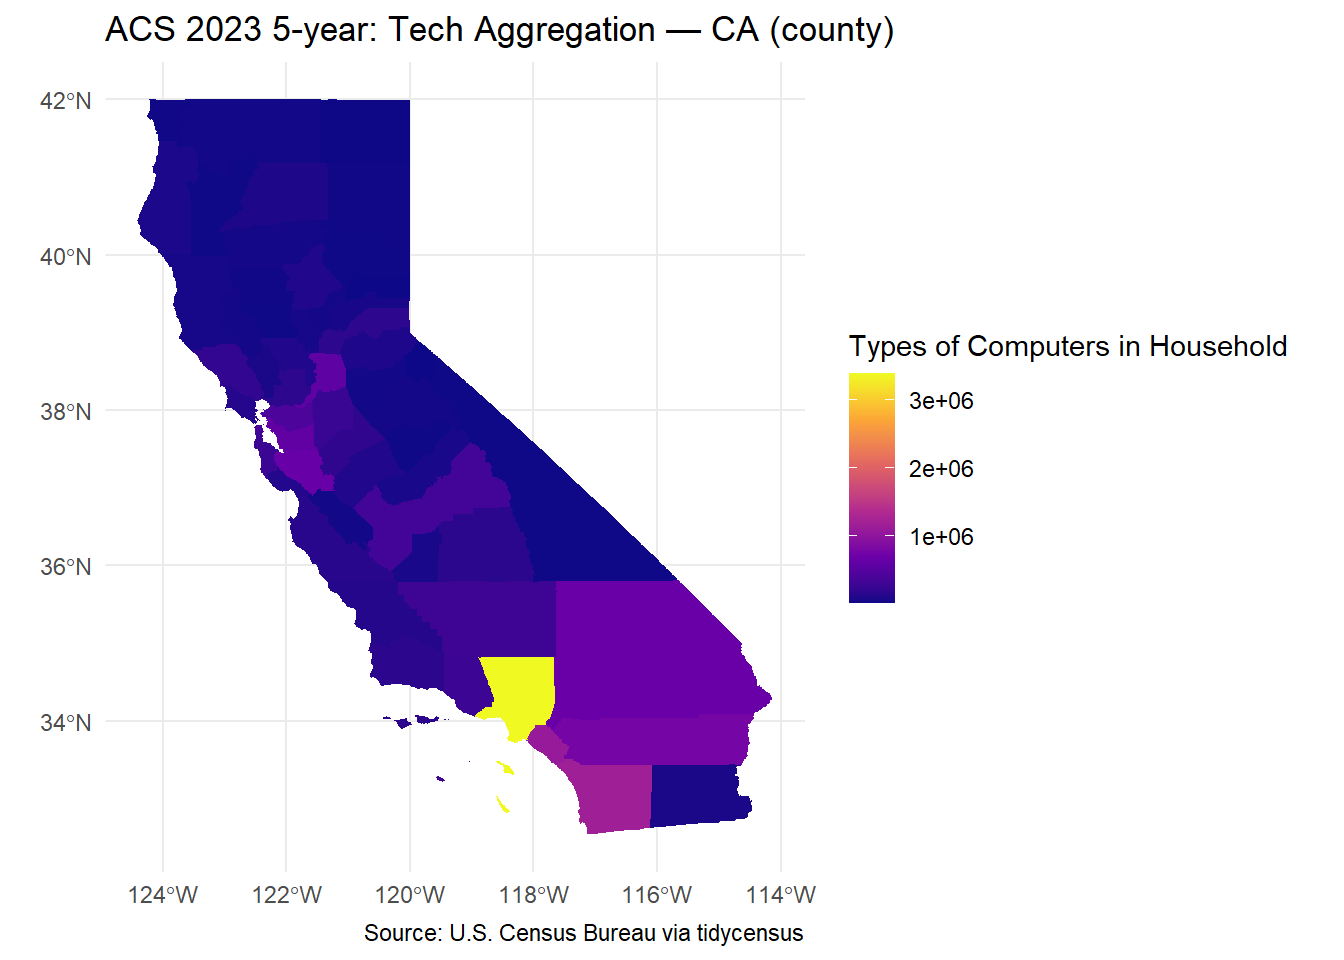 ACS 2023 5-year: Tech Aggregation — CA (county)
42°N
40°N
38°N
36°N
34°N
124°W 122°W 120°W 118°W 116°W 114°W
Types of Computers in Household
3e+06
2e+06
1e+06
Source: U.S. Census Bureau via tidycensus